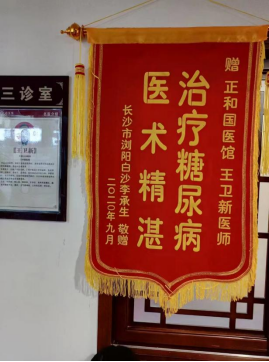 赠 正和国医馆 王卫新医师
治疗糖尿病
医术精湛
长沙市浏阳白沙李承生 敬赠
二〇二〇年九月
三诊室